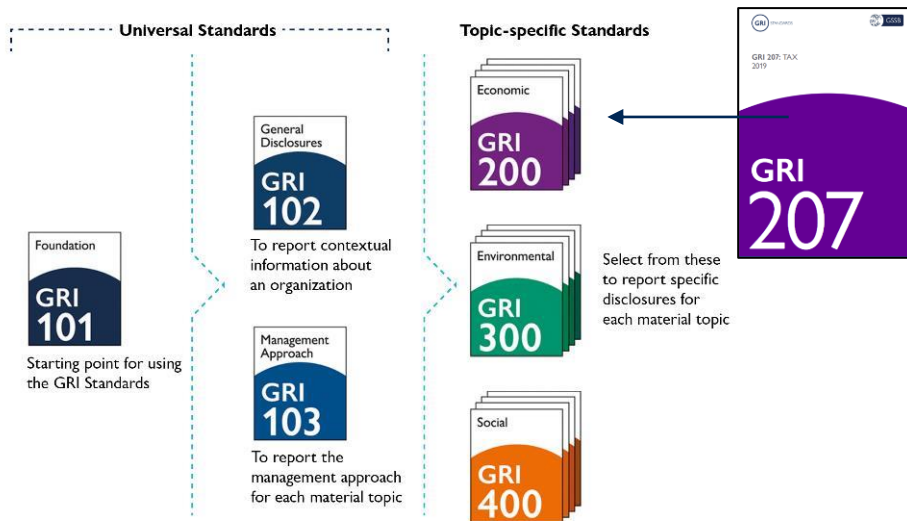 Universal Standards
Topic-specific Standards
Foundation
GRI
101
Starting point for using
the GRI Standards
General
Disclosures
GRI
102
To report contextual
information about
an organization
Management
Approach
GRI
103
To report the
management approach
for each material topic
Economic
GRI
200
Environmental
GRI
300
Social
GRI
400
Select from these
to report specific
disclosures for
each material topic
GRI
GSSB
GRI 207: TAX
2019
GRI
207